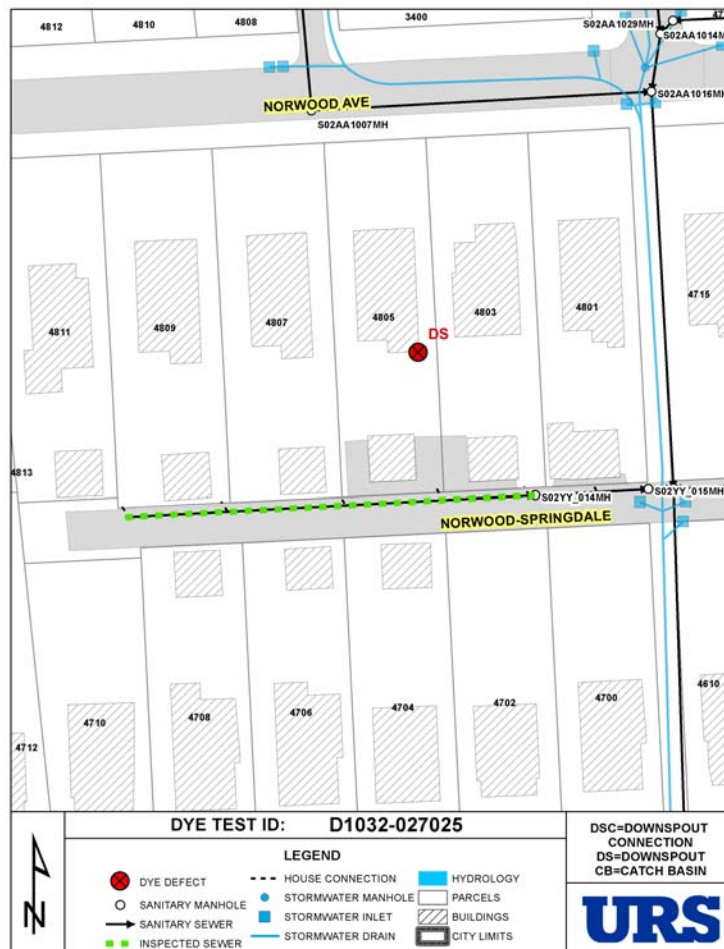 4812
4810
4808
3400
S02AA1029MH
S02AA1014M
NORWOOD AVE
S02AA1007MH
S02AA1016MH
4811
4809
4807
4805
4803
4801
4715
DS
4813
S02YY_014MH
S02YY_015MH
NORWOOD-SPRINGDALE
4712
4710
4708
4706
4704
4702
4700
4610
DYE TEST ID: D1032-027025
LEGEND
DYE DEFECT
SANITARY MANHOLE
SANITARY SEWER
INSPECTED SEWER
HOUSE CONNECTION
STORMWATER MANHOLE
STORMWATER INLET
STORMWATER DRAIN
HYDROLOGY
PARCELS
BUILDINGS
CITY LIMITS
DSC=DOWNSPOUT
CONNECTION
DS=DOWNSPOUT
CB=CATCH BASIN
N
URS